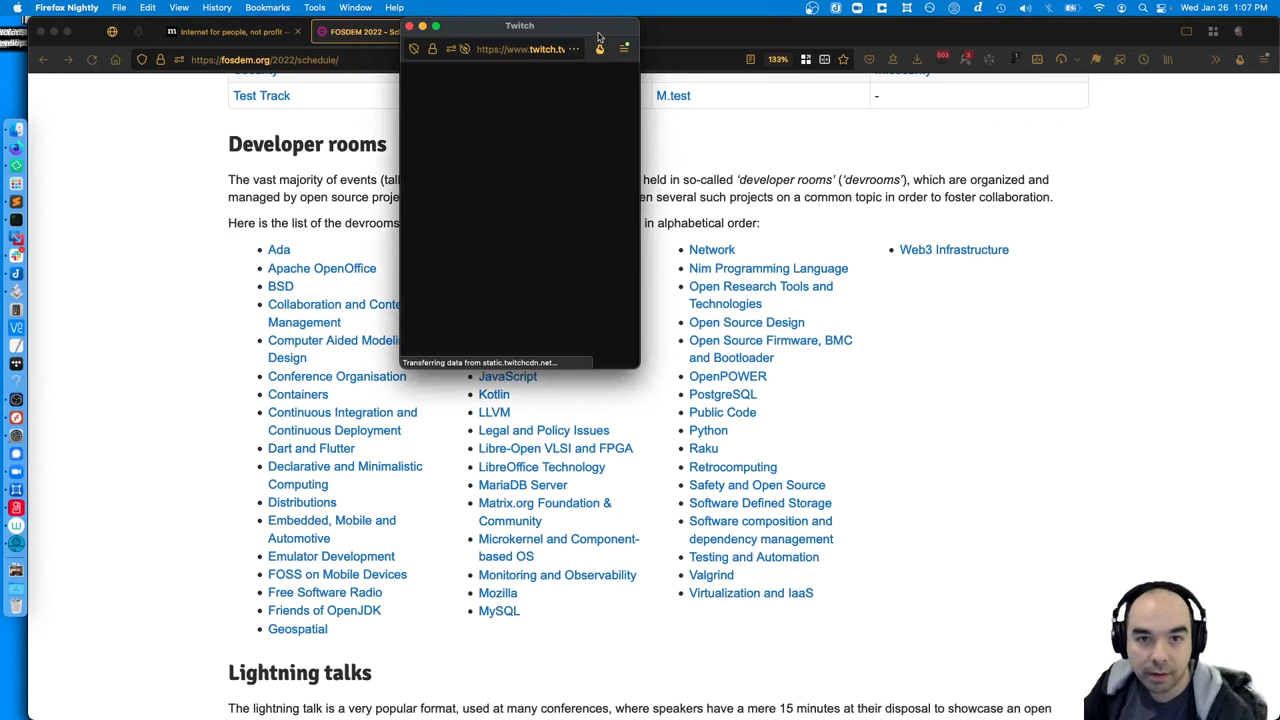 Firefox Nightly File Edit View History Bookmarks Tools Window Help
Wed Jan 26 1:07 PM
Twitch
Internet for people, not profit —
FOSDEM 2022 - Sc
https://www.twitch.tv ···
https://fosdem.org/2022/schedule/
133%
Security
Test Track
M.test
-
Developer rooms
The vast majority of events (tal
held in so-called 'developer rooms' ('devrooms'), which are organized and
managed by open source proje
en several such projects on a common topic in order to foster collaboration.
Here is the list of the devrooms
in alphabetical order:
Ada
Apache OpenOffice
BSD
Collaboration and Conte
Management
Computer Aided Modeli
Design
Conference Organisation
Containers
Continuous Integration and
Continuous Deployment
Dart and Flutter
Declarative and Minimalistic
Computing
Distributions
Embedded, Mobile and
Automotive
Emulator Development
FOSS on Mobile Devices
Free Software Radio
Friends of OpenJDK
Geospatial
Transferring data from static.twitchcdn.net...
JavaScript
Kotlin
LLVM
Legal and Policy Issues
Libre-Open VLSI and FPGA
LibreOffice Technology
MariaDB Server
Matrix.org Foundation &
Community
Microkernel and Component-
based OS
Monitoring and Observability
Mozilla
MySQL
Network
Nim Programming Language
Open Research Tools and
Technologies
Open Source Design
Open Source Firmware, BMC
and Bootloader
OpenPOWER
PostgreSQL
Public Code
Python
Raku
Retrocomputing
Safety and Open Source
Software Defined Storage
Software composition and
dependency management
Testing and Automation
Valgrind
Virtualization and IaaS
Web3 Infrastructure
Lightning talks
The lightning talk is a very popular format, used at many conferences, where speakers have a mere 15 minutes at their disposal to showcase an open